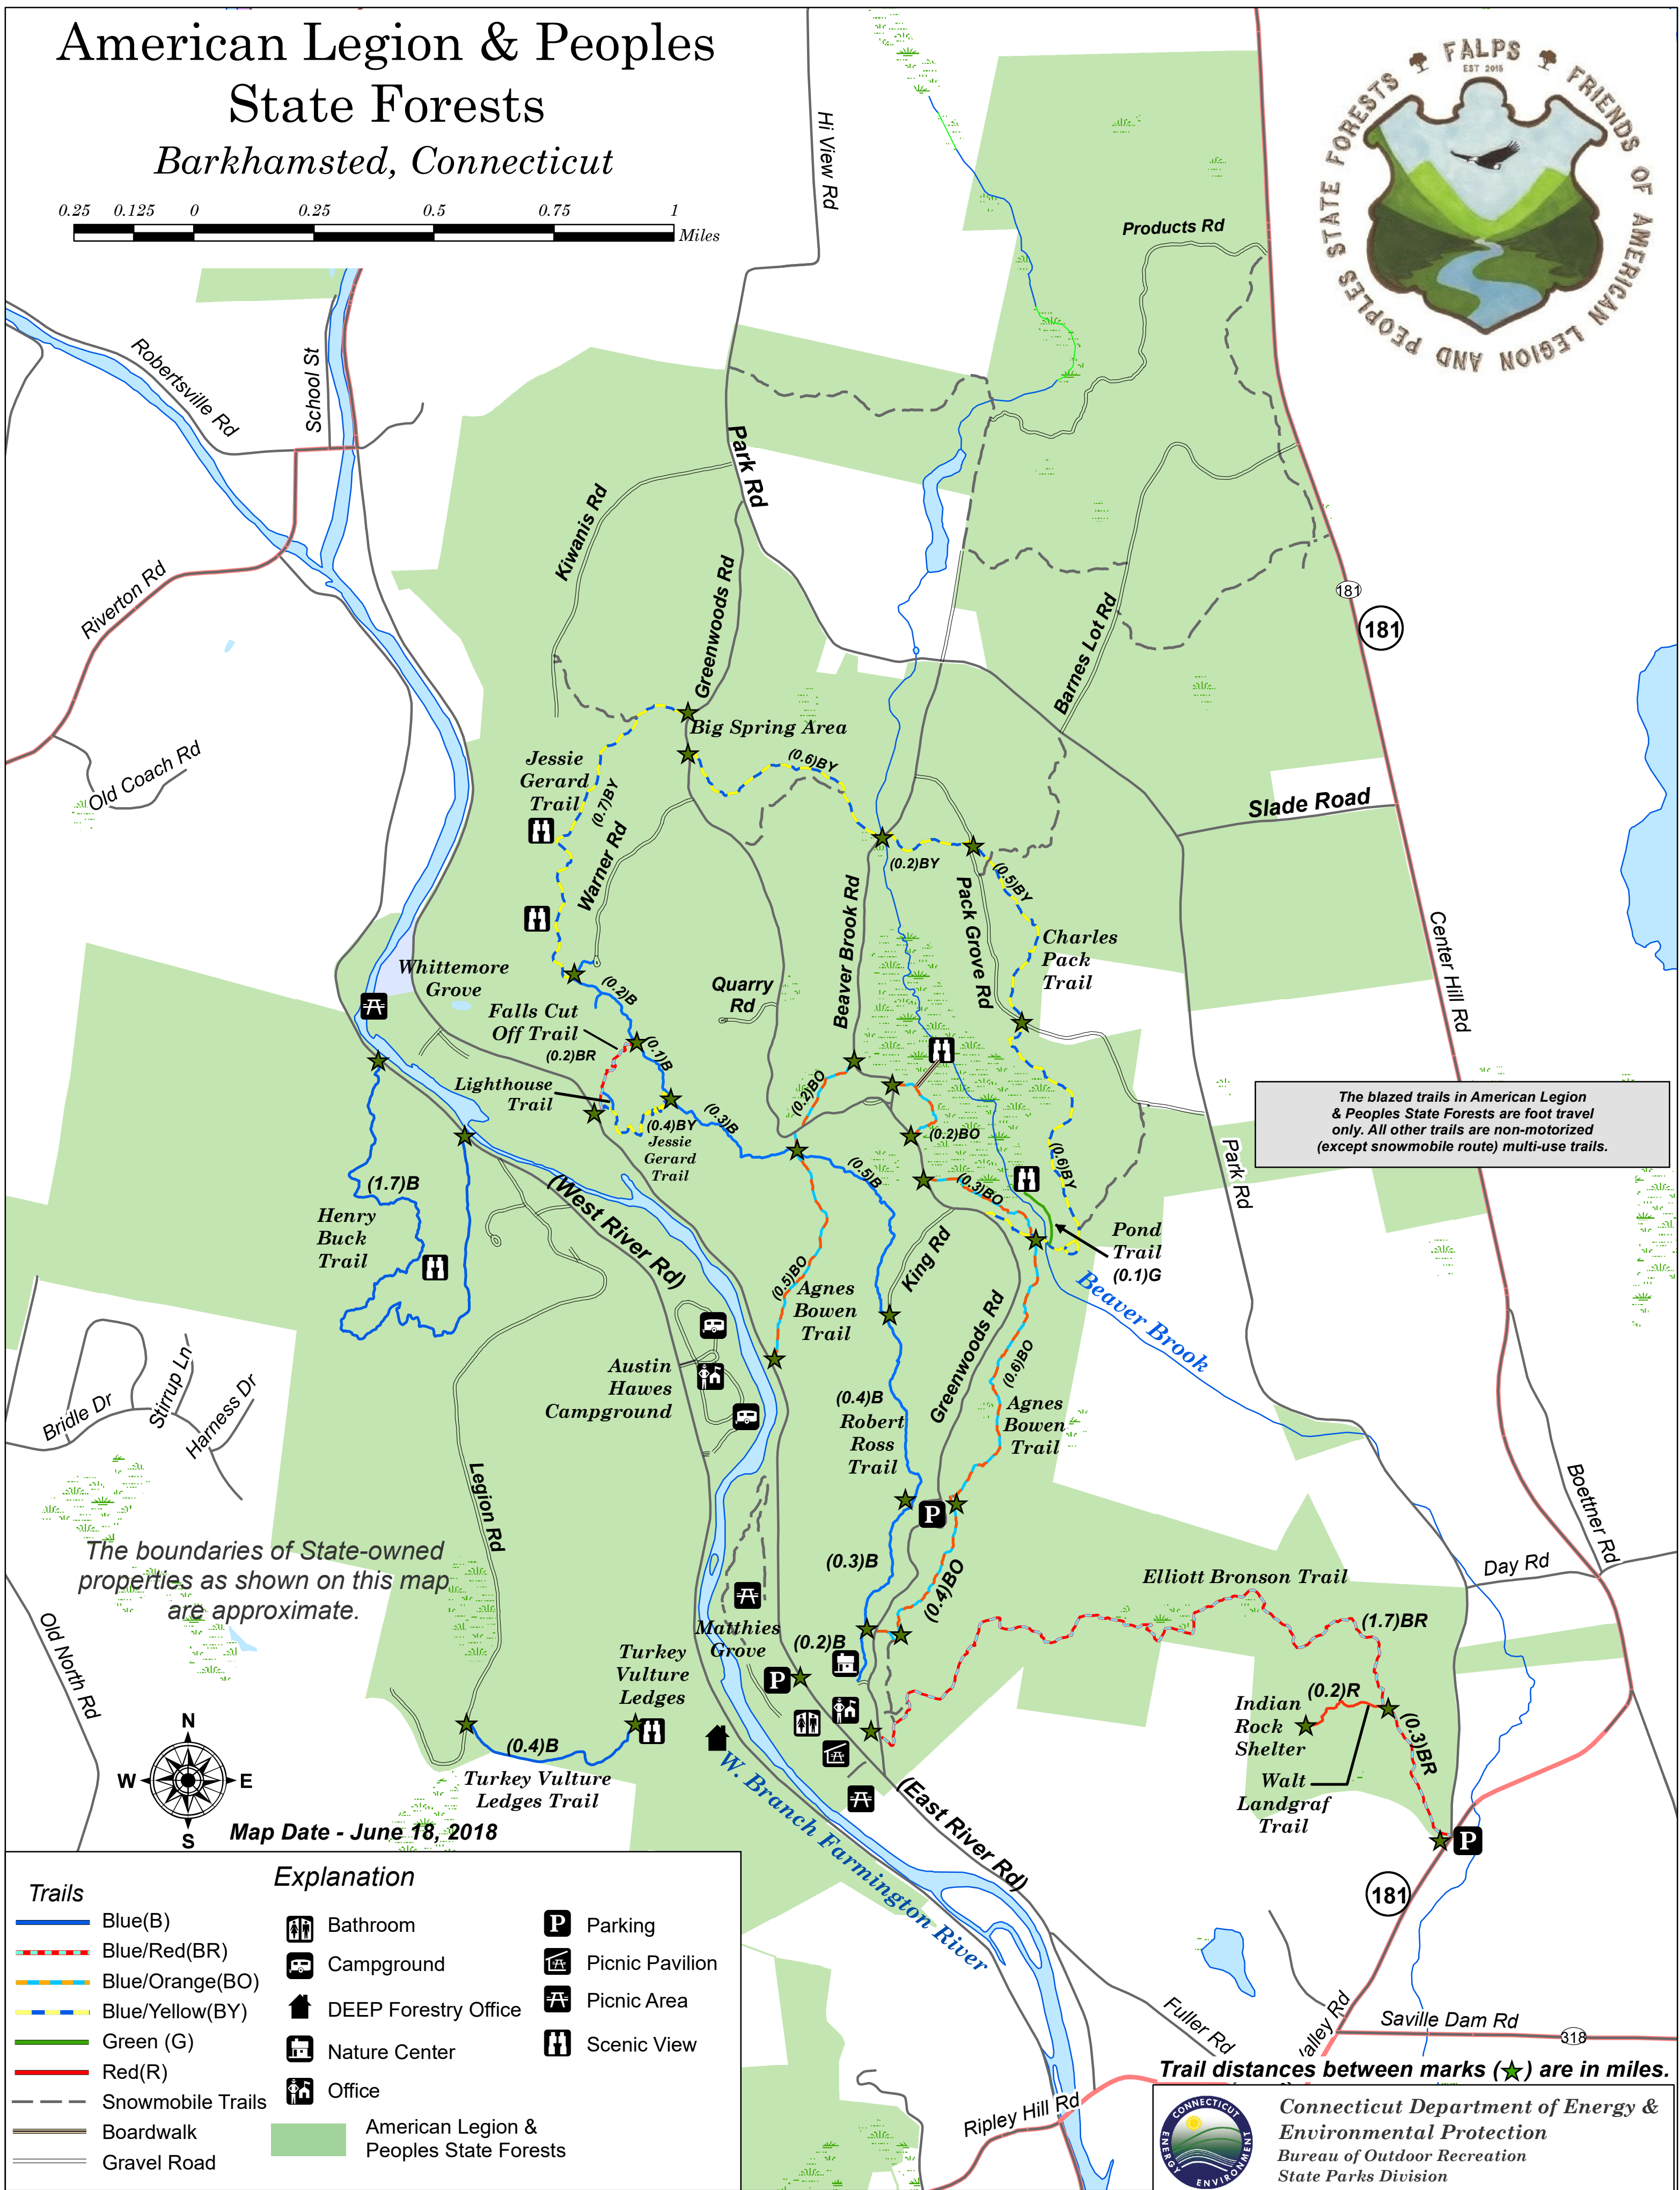 American Legion & Peoples
State Forests
Barkhamsted, Connecticut
0.25 0.125 0 0.25 0.5 0.75 1
Miles
FALPS
EST 2015
FRIENDS OF AMERICAN LEGION AND PEOPLES STATE FORESTS
Hi View Rd
Products Rd
Robertsville Rd
School St
Park Rd
Kiwanis Rd
Greenwoods Rd
Riverton Rd
181
181
Barnes Lot Rd
Old Coach Rd
Big Spring Area
Jessie
Gerard
Trail
(0.7)BY
(0.6)BY
Warner Rd
Slade Road
(0.2)BY
(0.5)BY
Beaver Brook Rd
Pack Grove Rd
Charles
Pack
Trail
Center Hill Rd
Whittemore
Grove
Quarry
Rd
(0.2)B
Falls Cut
Off Trail
(0.2)BR
(0.1)B
Lighthouse
Trail
(0.4)BY
Jessie
Gerard
Trail
(0.3)B
(0.2)BO
(0.2)BO
The blazed trails in American Legion
& Peoples State Forests are foot travel
only. All other trails are non-motorized
(except snowmobile route) multi-use trails.
Park Rd
(1.7)B
Henry
Buck
Trail
(West River Rd)
(0.5)B
(0.3)BO
(0.6)BY
Pond
Trail
(0.1)G
King Rd
Beaver Brook
(0.5)BO
Agnes
Bowen
Trail
Greenwoods Rd
(0.6)BO
Agnes
Bowen
Trail
Austin
Hawes
Campground
(0.4)B
Robert
Ross
Trail
Bridle Dr
Stirrup Ln
Harness Dr
Legion Rd
P
Boettner Rd
Day Rd
The boundaries of State-owned
properties as shown on this map
are approximate.
Old North Rd
(0.3)B
(0.4)BO
Elliott Bronson Trail
(1.7)BR
Matthies
Grove
(0.2)B
P
Turkey
Vulture
Ledges
Indian
Rock
Shelter
(0.2)R
(0.3)BR
Walt
Landgraf
Trail
P
N
W E
S
(0.4)B
Turkey Vulture
Ledges Trail
W. Branch Farmington River
(East River Rd)
181
Map Date - June 18, 2018
Explanation
Trails
Blue(B)
Blue/Red(BR)
Blue/Orange(BO)
Blue/Yellow(BY)
Green (G)
Red(R)
Snowmobile Trails
Boardwalk
Gravel Road
Bathroom
Campground
DEEP Forestry Office
Nature Center
Office
American Legion &
Peoples State Forests
P Parking
Picnic Pavilion
Picnic Area
Scenic View
Fuller Rd
alley Rd
Saville Dam Rd
318
Ripley Hill Rd
Trail distances between marks ( ) are in miles.
CONNECTICUT
ENERGY
ENVIRONMENT
Connecticut Department of Energy &
Environmental Protection
Bureau of Outdoor Recreation
State Parks Division